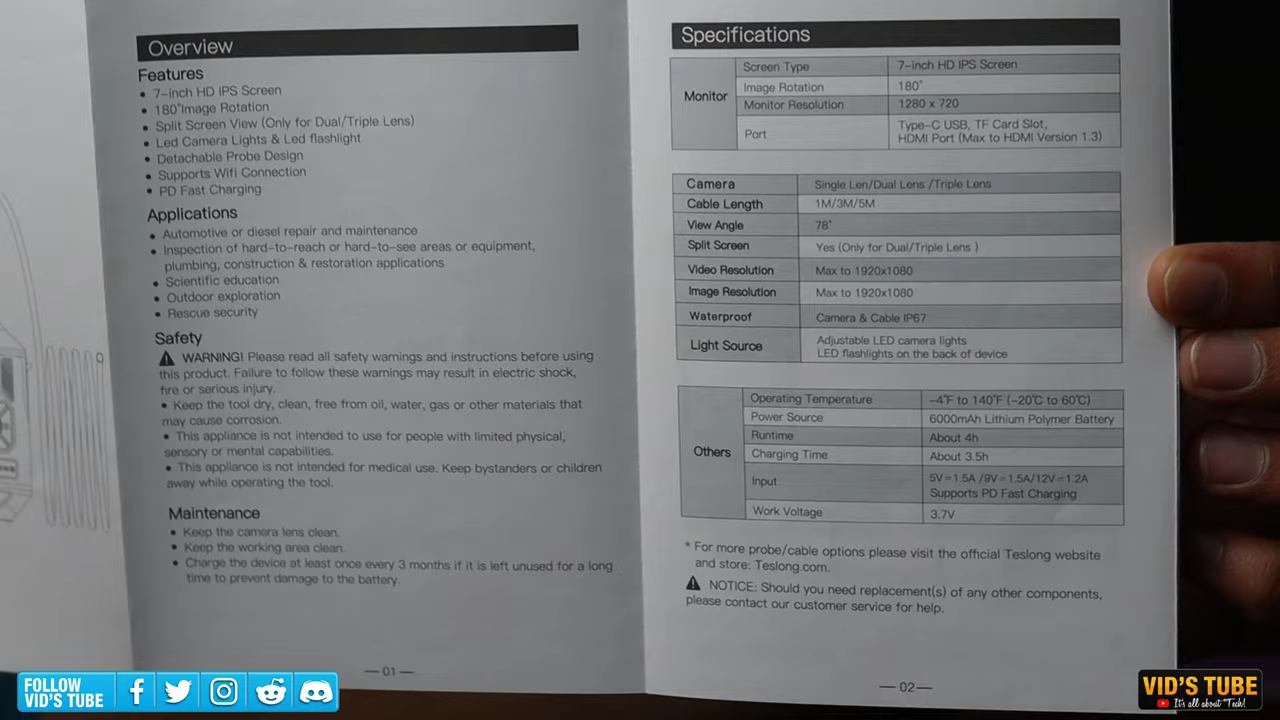 Overview
Features
• 7-inch HD IPS Screen
• 180°Image Rotation
• Split Screen View (Only for Dual/Triple Lens)
• Led Camera Lights & Led flashlight
• Detachable Probe Design
• Supports Wifi Connection
• PD Fast Charging
Applications
• Automotive or diesel repair and maintenance
• Inspection of hard-to-reach or hard-to-see areas or equipment,
plumbing, construction & restoration applications
• Scientific education
• Outdoor exploration
• Rescue security
Safety
WARNING! Please read all safety warnings and instructions before using
this product. Failure to follow these warnings may result in electric shock,
fire or serious injury.
• Keep the tool dry, clean, free from oil, water, gas or other materials that
may cause corrosion.
• This appliance is not intended to use for people with limited physical,
sensory or mental capabilities.
• This appliance is not intended for medical use. Keep bystanders or children
away while operating the tool.
Maintenance
• Keep the camera lens clean.
• Keep the working area clean.
• Charge the device at least once every 3 months if it is left unused for a long
time to prevent damage to the battery.
— 01 —
Specifications
Monitor
Screen Type 7-inch HD IPS Screen
Image Rotation 180°
Monitor Resolution 1280 x 720
Port Type-C USB, TF Card Slot,
HDMI Port (Max to HDMI Version 1.3)
Camera Single Len/Dual Lens /Triple Lens
Cable Length 1M/3M/5M
View Angle 78°
Split Screen Yes (Only for Dual/Triple Lens )
Video Resolution Max to 1920x1080
Image Resolution Max to 1920x1080
Waterproof Camera & Cable IP67
Light Source Adjustable LED camera lights
LED flashlights on the back of device
Others
Operating Temperature -4°F to 140°F (-20℃ to 60℃)
Power Source 6000mAh Lithium Polymer Battery
Runtime About 4h
Charging Time About 3.5h
Input 5V=1.5A /9V=1.5A/12V=1.2A
Supports PD Fast Charging
Work Voltage 3.7V
* For more probe/cable options please visit the official Teslong website
and store: Teslong.com.
NOTICE: Should you need replacement(s) of any other components,
please contact our customer service for help.
— 02 —
FOLLOW
VID'S TUBE
VID'S TUBE
It's all about "Tech!